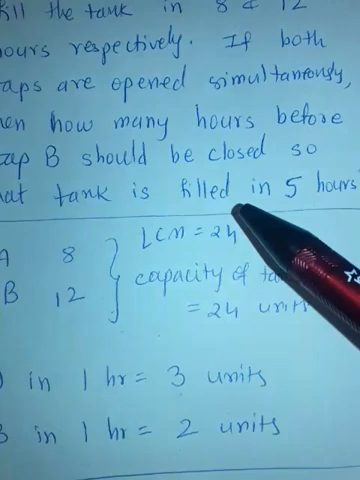 fill the tank in 8 & 12
hours respectively. If both
taps are opened simultaneously,
then how many hours before
tap B should be closed so
that tank is filled in 5 hours
A 8
B 12
LCM = 24
capacity of
= 24 units
in 1 hr = 3 units
B in 1 hr = 2 units